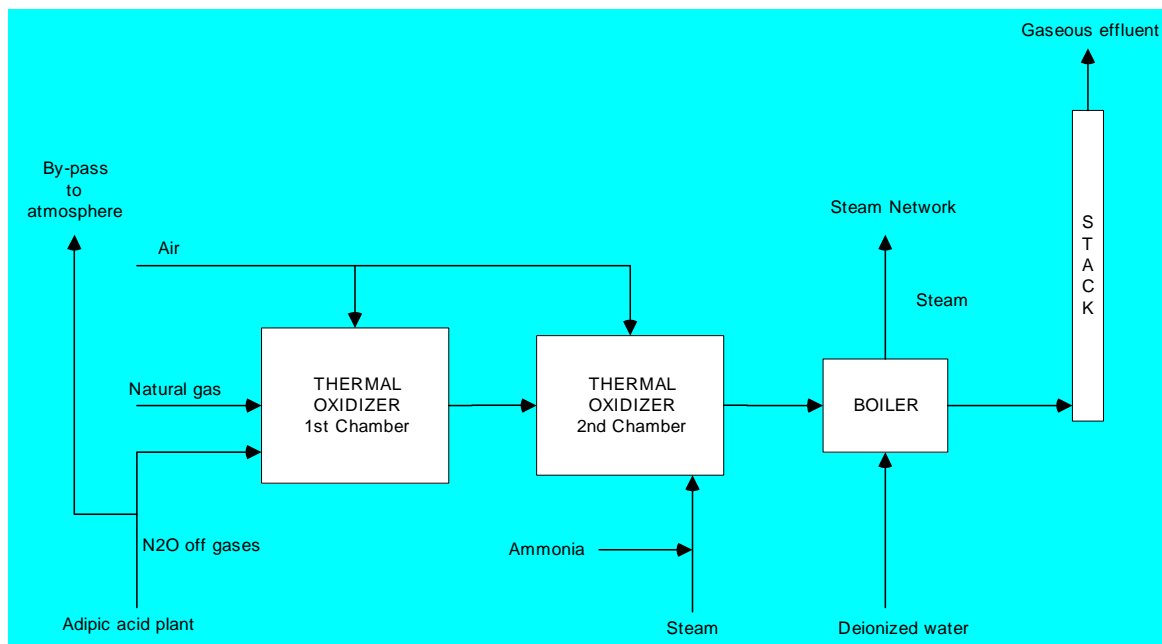 Gaseous effluent
By-pass
to
atmosphere
Steam Network
S
T
A
C
K
Air
Steam
THERMAL
OXIDIZER
1st Chamber
THERMAL
OXIDIZER
2nd Chamber
Natural gas
BOILER
N2O off gases
Ammonia
Adipic acid plant
Steam
Deionized water